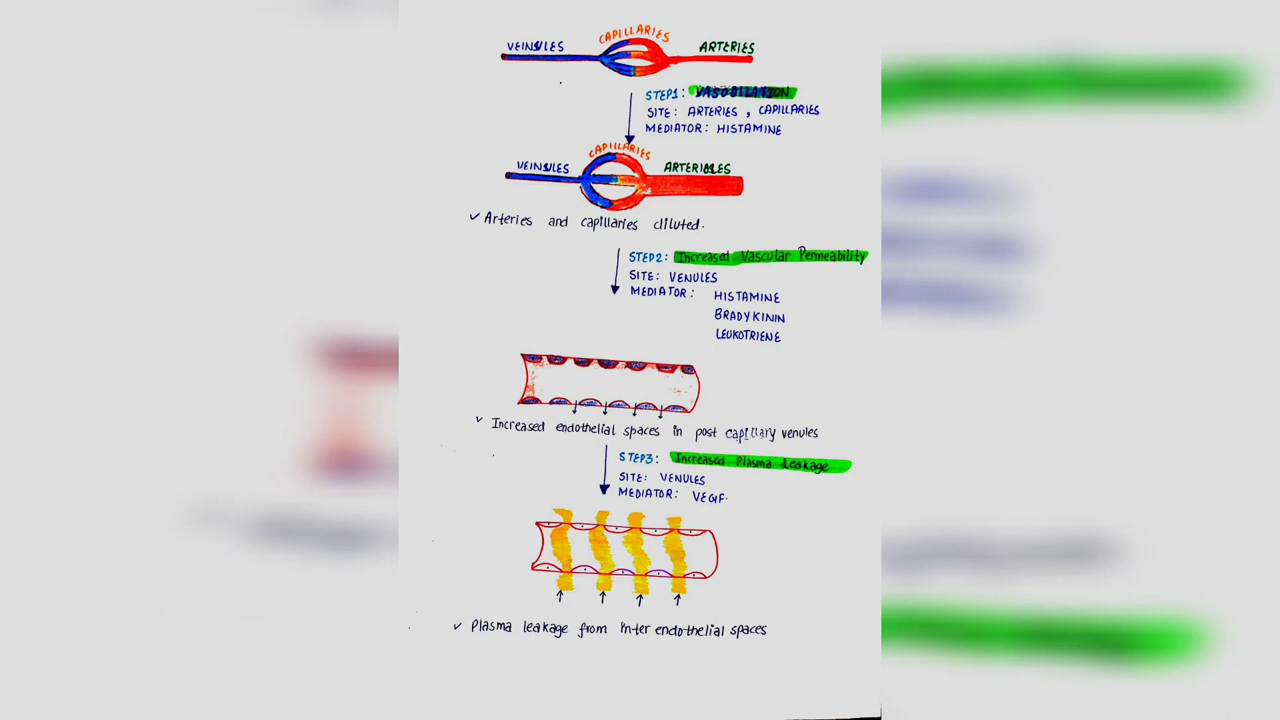 CAPILLARIES
VEINULES ARTERIES
STEP1: VASODILATION
SITE: ARTERIES , CAPILLARIES
MEDIATOR: HISTAMINE
CAPILLARIES
VEINULES ARTERIOLES
✓ Arteries and capillaries diluted.
STEP2: Increased Vascular Permeability
SITE: VENULES
MEDIATOR: HISTAMINE
BRADYKININ
LEUKOTRIENE
✓ Increased endothelial spaces in post capillary venules
STEP3: Increased Plasma Leakage
SITE: VENULES
MEDIATOR: VEGIF.
✓ Plasma leakage from inter endothelial spaces